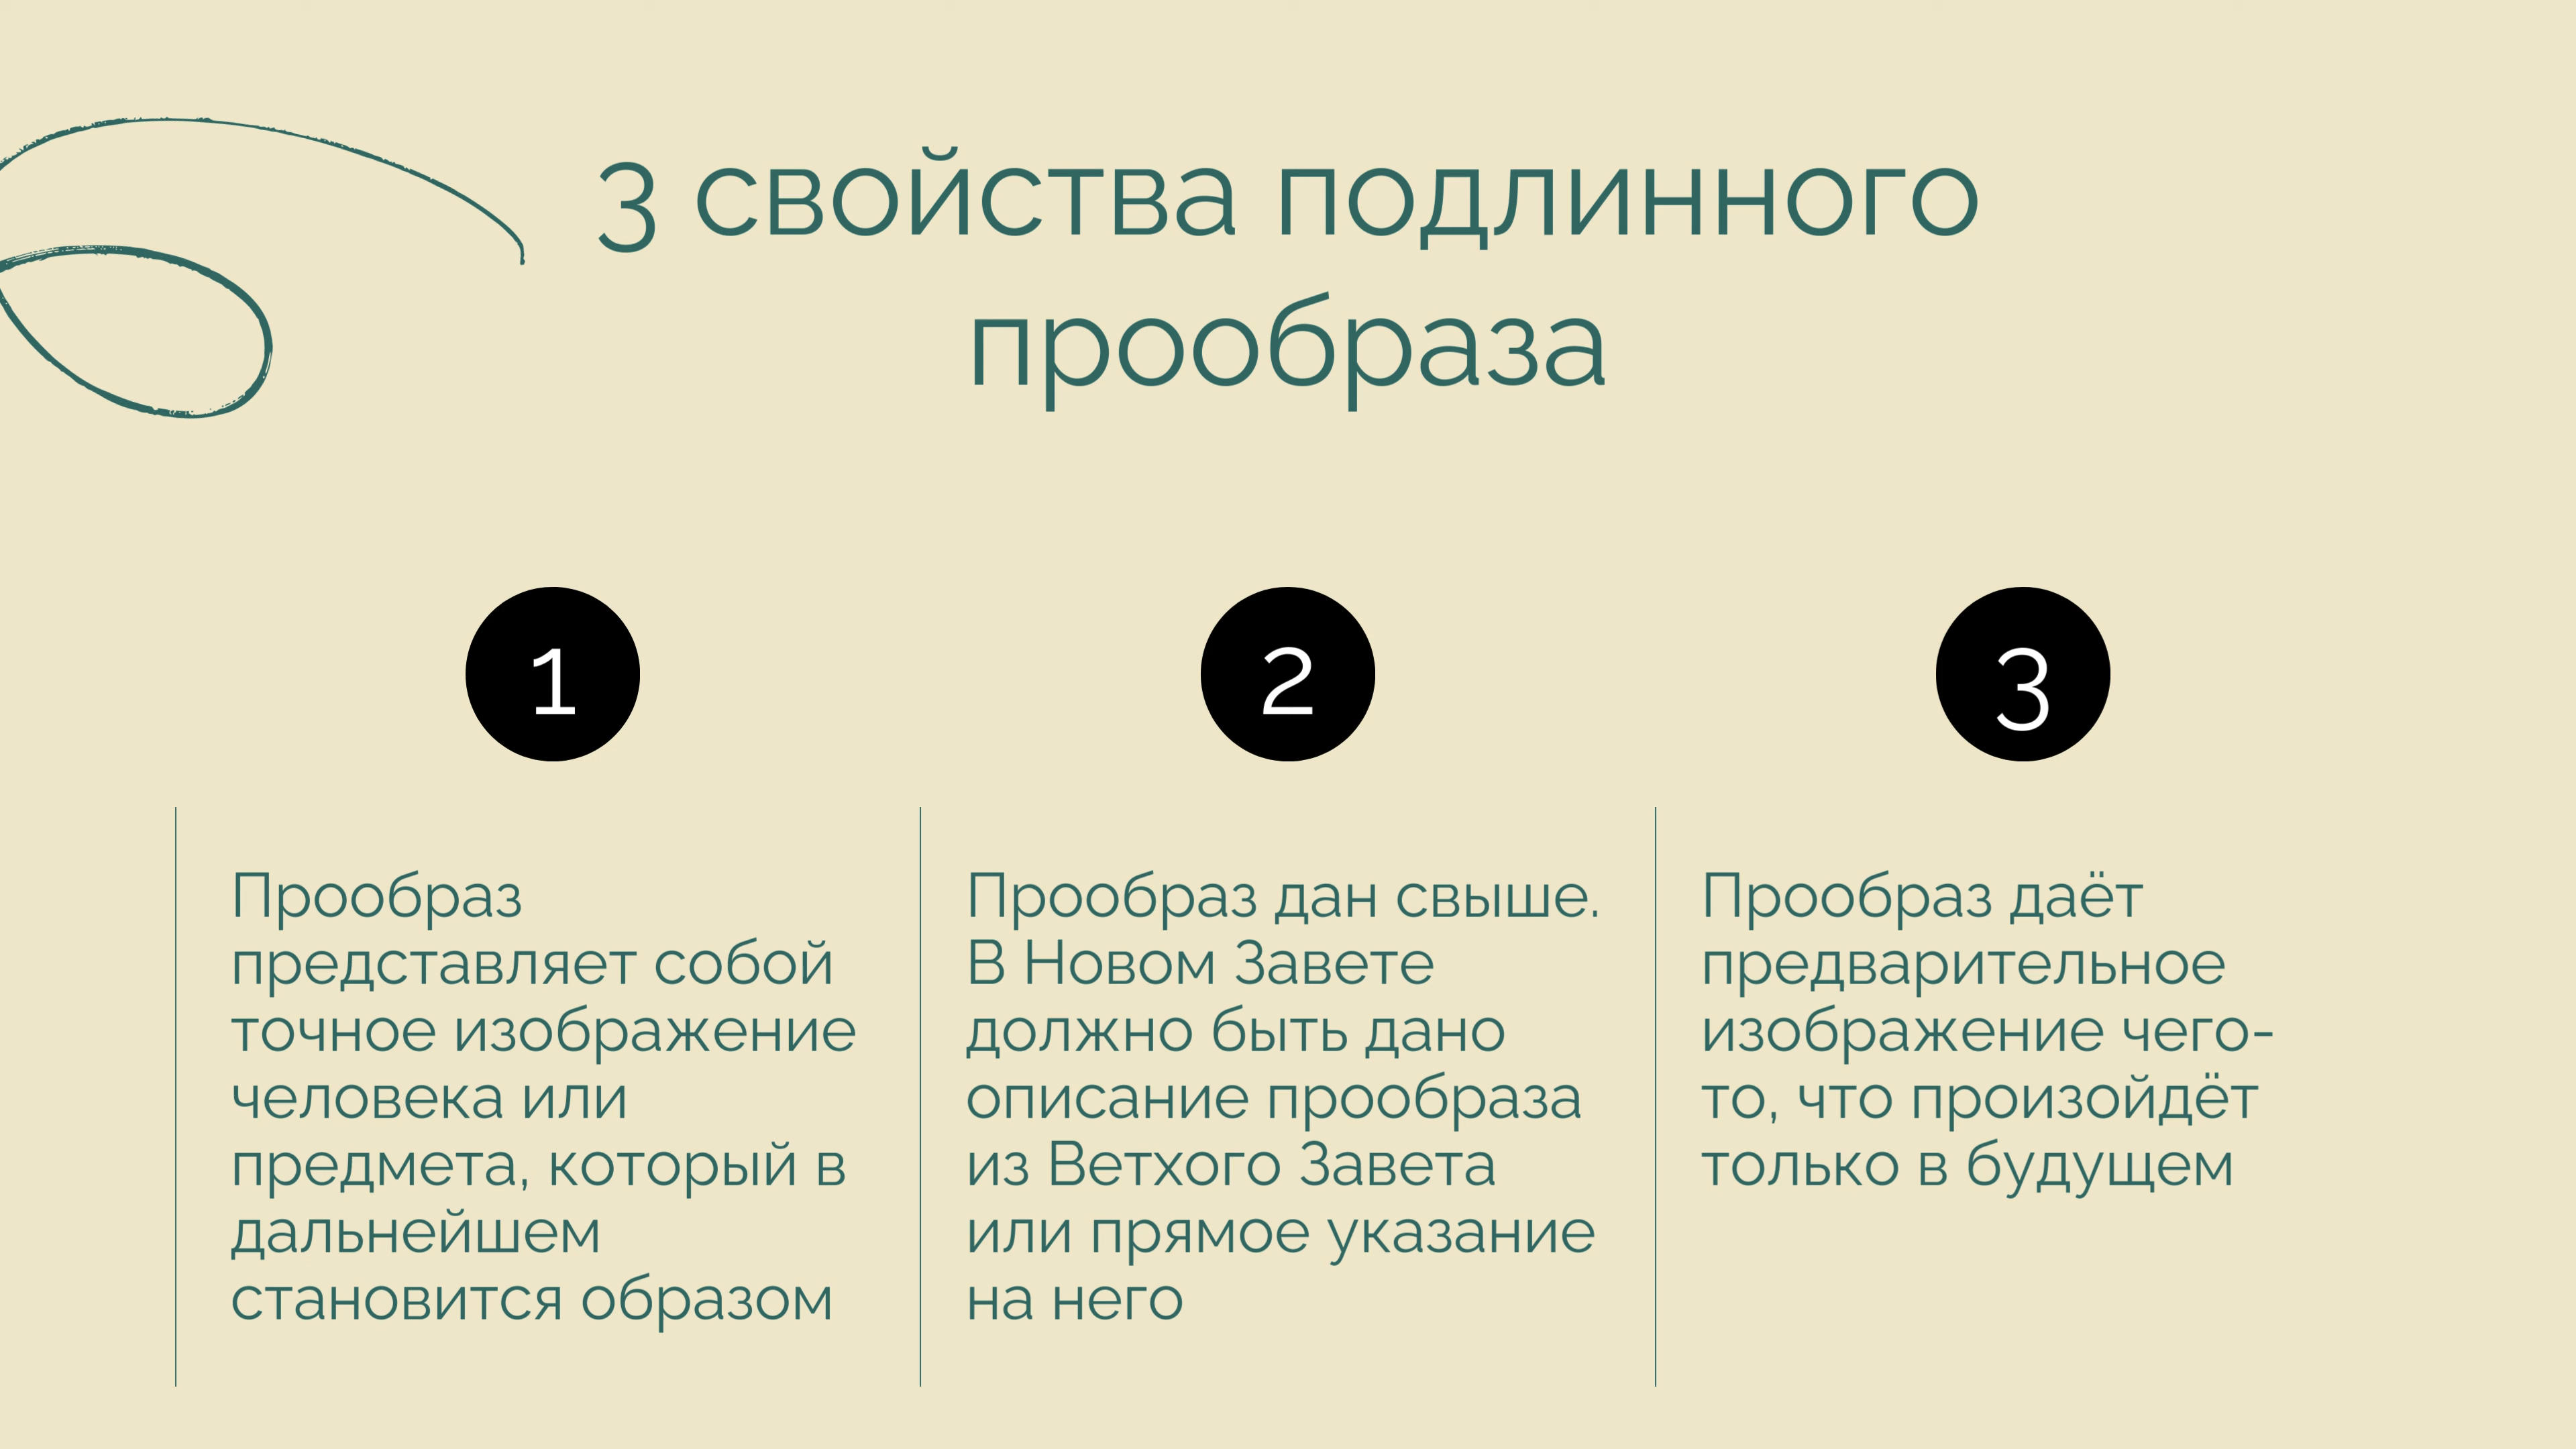 3 свойства подлинного
прообраза
1
Прообраз
представляет собой
точное изображение
человека или
предмета, который в
дальнейшем
становится образом
2
Прообраз дан свыше.
В Новом Завете
должно быть дано
описание прообраза
из Ветхого Завета
или прямое указание
на него
3
Прообраз даёт
предварительное
изображение чего-
то, что произойдёт
только в будущем